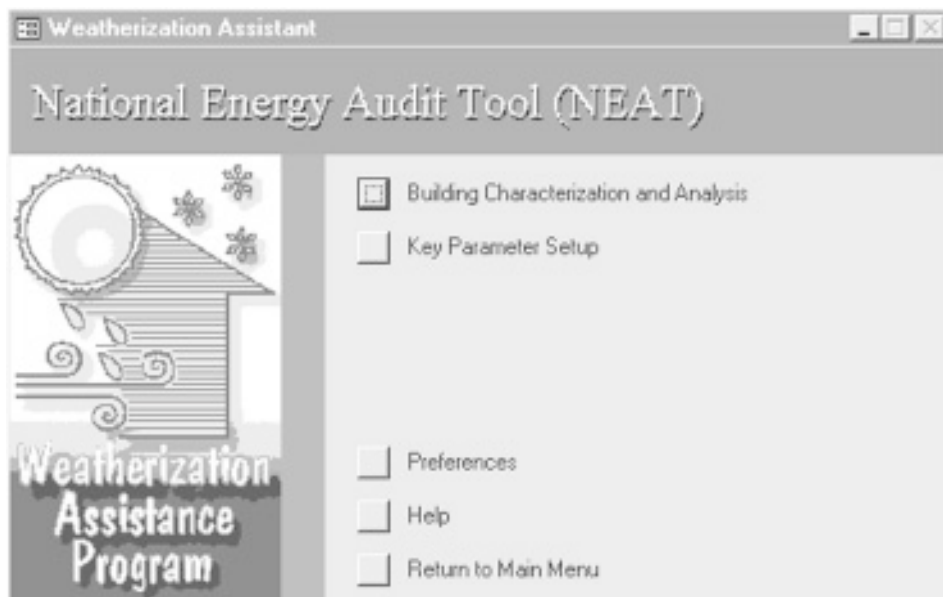 Weatherization Assistant
National Energy Audit Tool (NEAT)
Building Characterization and Analysis
Key Parameter Setup
Preferences
Help
Return to Main Menu
Weatherization
Assistance
Program